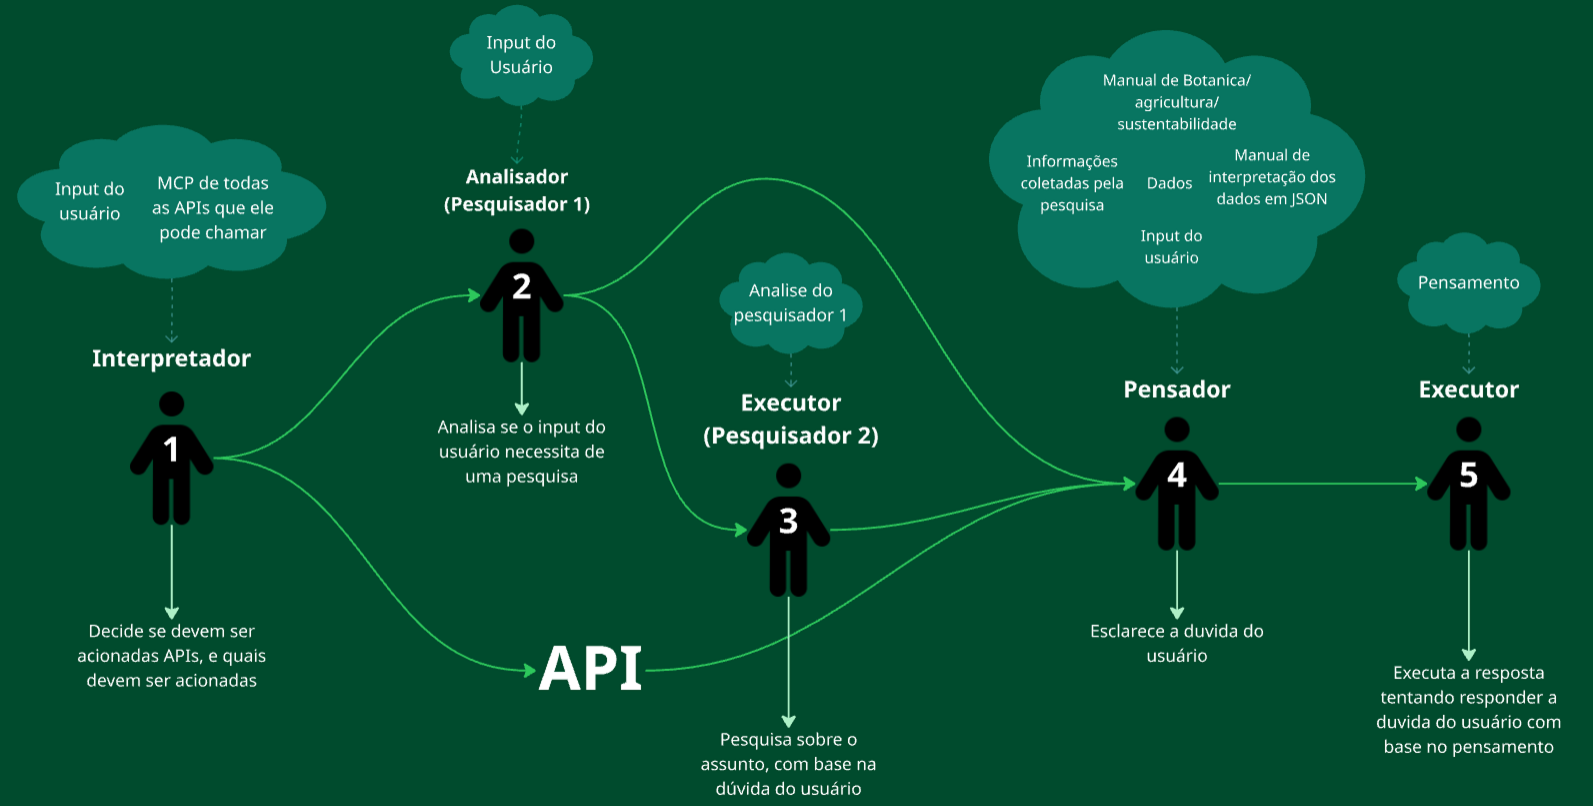 Input do
usuário
MCP de todas
as APIs que ele
pode chamar
Interpretador
1
Decide se devem ser
acionadas APIs, e quais
devem ser acionadas
Input do
Usuário
Analisador
(Pesquisador 1)
2
Analisa se o input do
usuário necessita de
uma pesquisa
API
Analise do
pesquisador 1
Executor
(Pesquisador 2)
3
Pesquisa sobre o
assunto, com base na
dúvida do usuário
Manual de Botanica/
agricultura/
sustentabilidade
Informações
coletadas pela
pesquisa
Dados
Manual de
interpretação dos
dados em JSON
Input do
usuário
Pensador
4
Esclarece a duvida do
usuário
Pensamento
Executor
5
Executa a resposta
tentando responder a
duvida do usuário com
base no pensamento